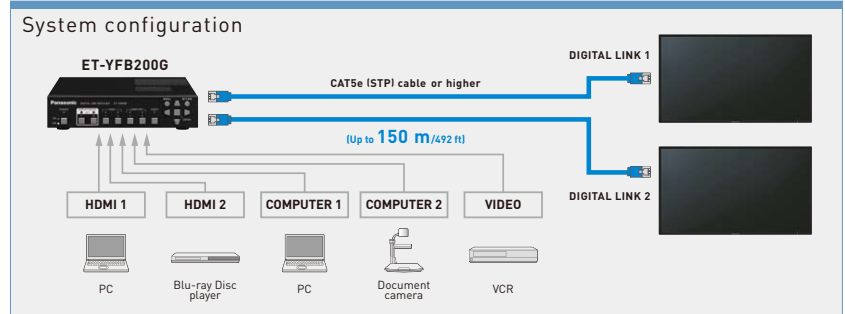 System configuration
ET-YFB200G
DIGITAL LINK 1
CAT5e (STP) cable or higher
Panasonic
(Up to 150 m/492 ft)
DIGITAL LINK 2
HDMI 1
HDMI 2
COMPUTER 1
COMPUTER 2
VIDEO
PC
Blu-ray Disc
player
PC
Document
camera
VCR